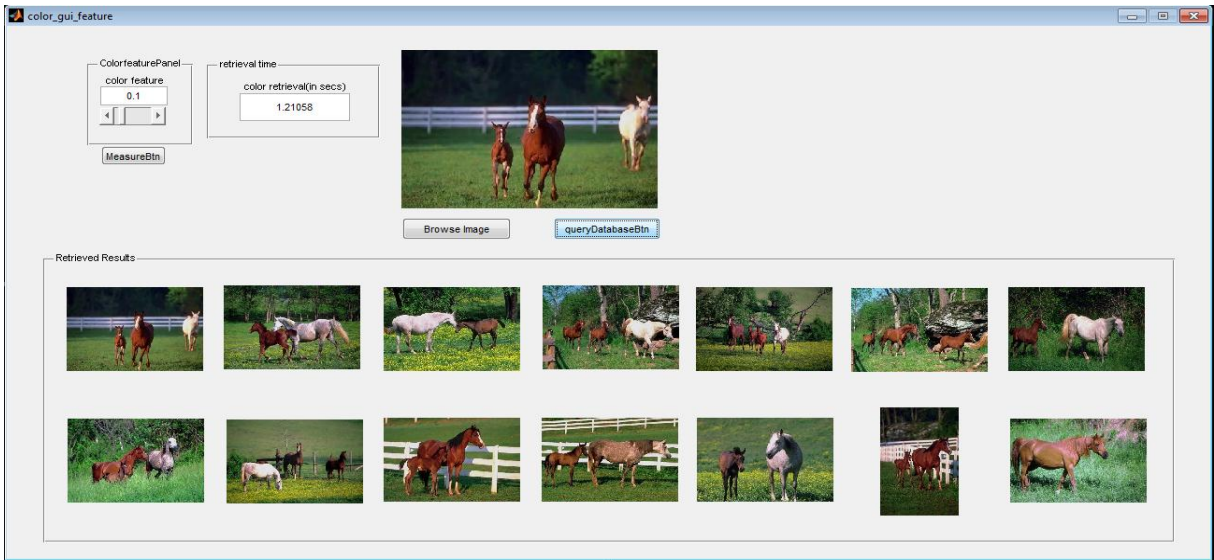 color_gui_feature
ColorfeaturePanel
color feature
0.1
MeasureBtn
retrieval time
color retrieval(in secs)
1.21058
Browse Image
queryDatabaseBtn
Retrieved Results